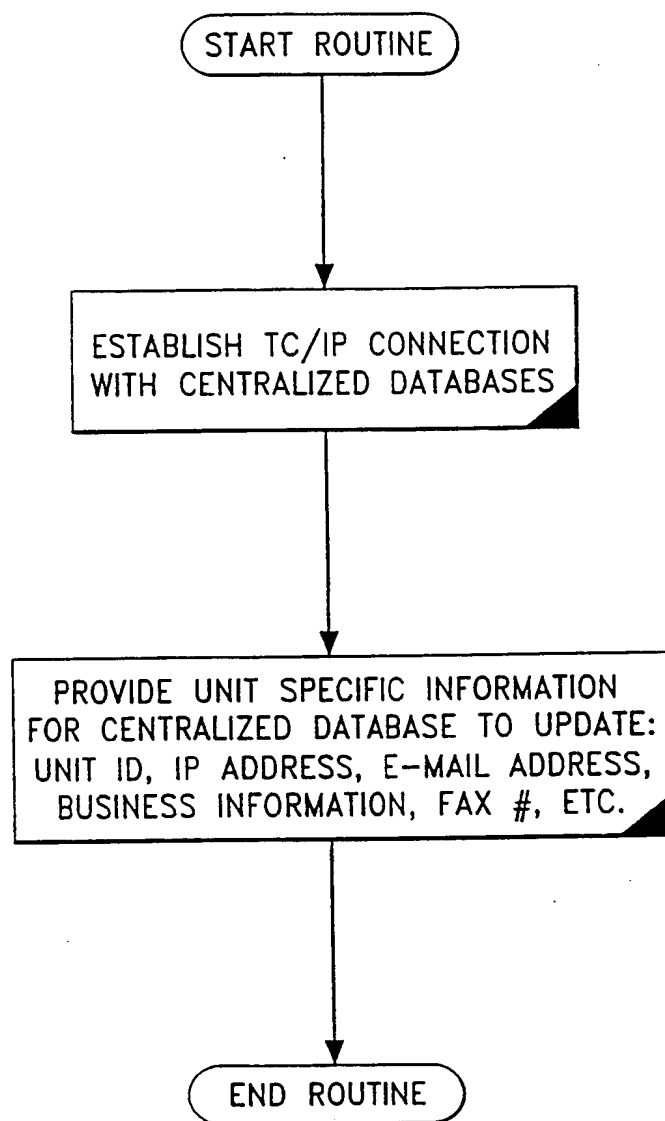 START ROUTINE
ESTABLISH TC/IP CONNECTION
WITH CENTRALIZED DATABASES
PROVIDE UNIT SPECIFIC INFORMATION
FOR CENTRALIZED DATABASE TO UPDATE:
UNIT ID, IP ADDRESS, E-MAIL ADDRESS,
BUSINESS INFORMATION, FAX #, ETC.
END ROUTINE